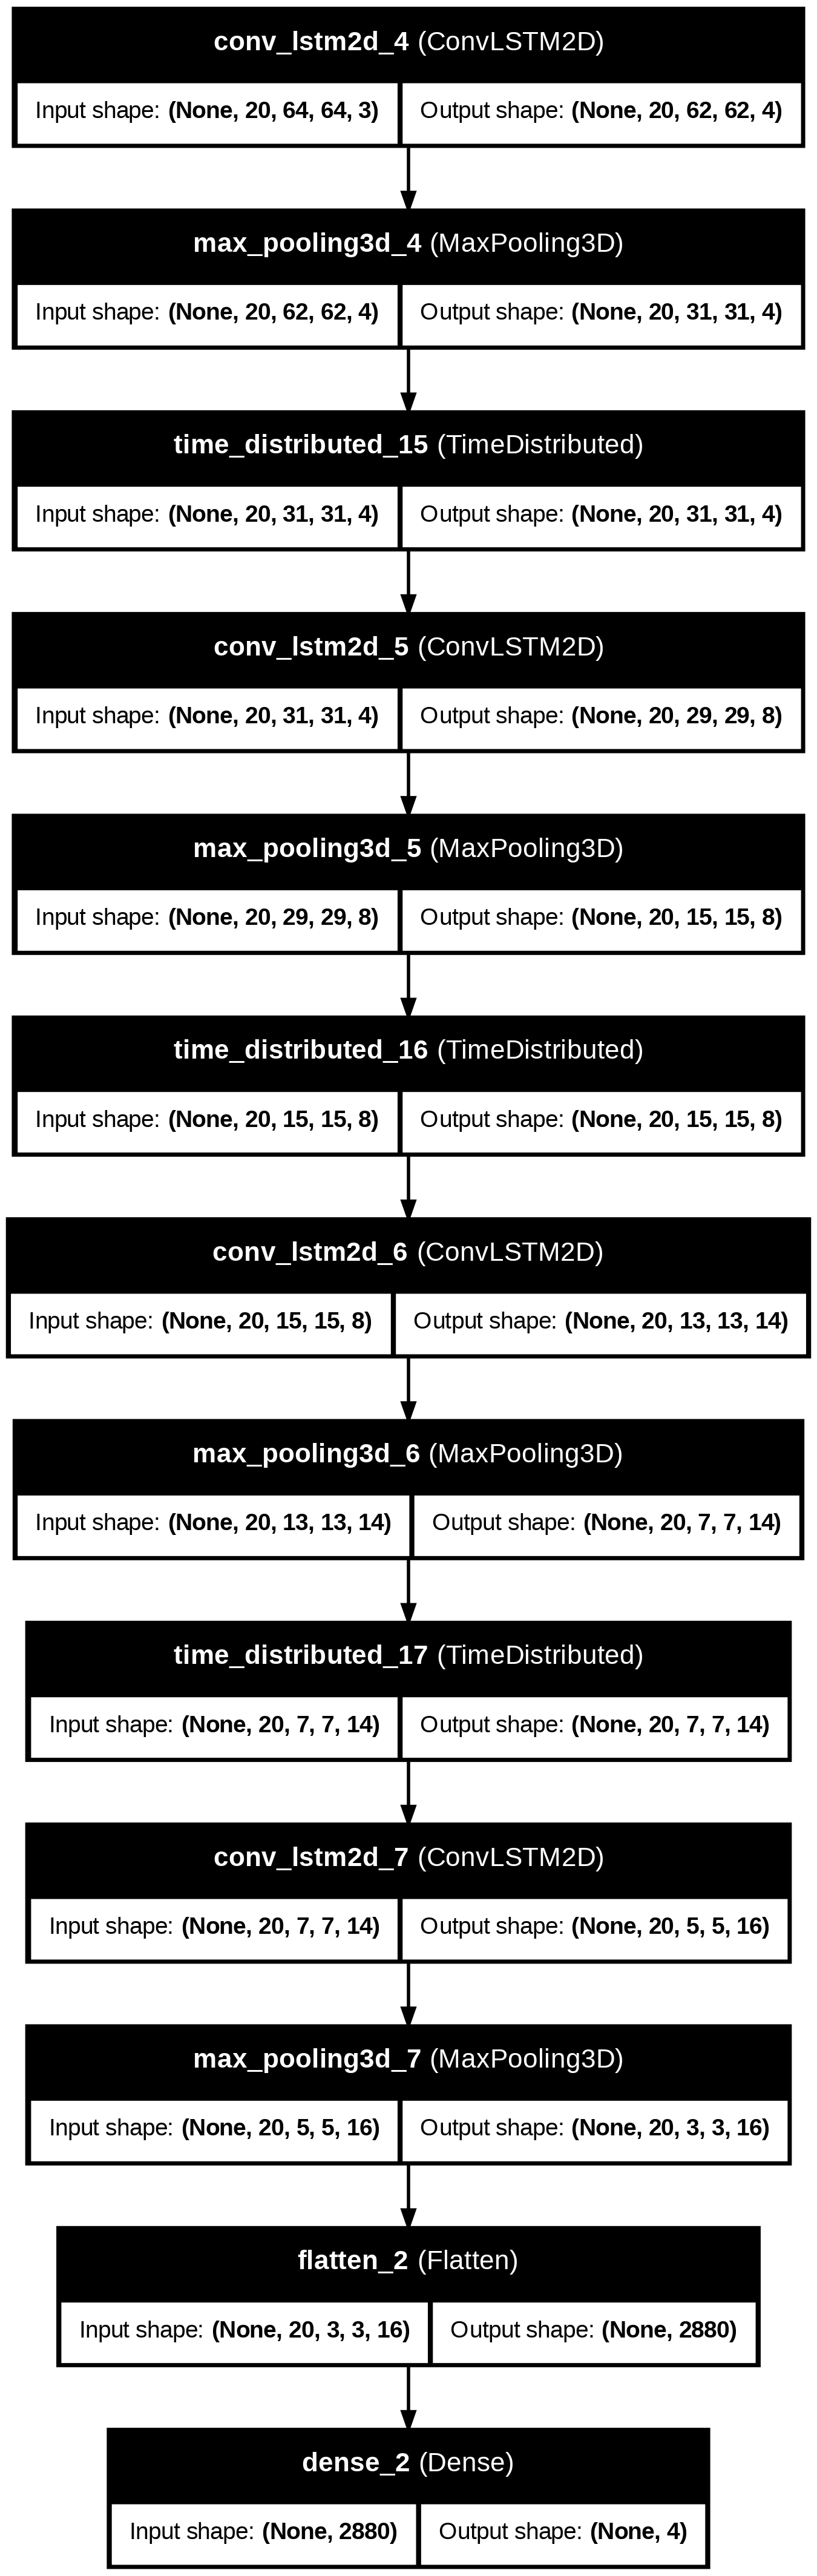 conv_lstm2d_4 (ConvLSTM2D)
Input shape: (None, 20, 64, 64, 3) Output shape: (None, 20, 62, 62, 4)
max_pooling3d_4 (MaxPooling3D)
Input shape: (None, 20, 62, 62, 4) Output shape: (None, 20, 31, 31, 4)
time_distributed_15 (TimeDistributed)
Input shape: (None, 20, 31, 31, 4) Output shape: (None, 20, 31, 31, 4)
conv_lstm2d_5 (ConvLSTM2D)
Input shape: (None, 20, 31, 31, 4) Output shape: (None, 20, 29, 29, 8)
max_pooling3d_5 (MaxPooling3D)
Input shape: (None, 20, 29, 29, 8) Output shape: (None, 20, 15, 15, 8)
time_distributed_16 (TimeDistributed)
Input shape: (None, 20, 15, 15, 8) Output shape: (None, 20, 15, 15, 8)
conv_lstm2d_6 (ConvLSTM2D)
Input shape: (None, 20, 15, 15, 8) Output shape: (None, 20, 13, 13, 14)
max_pooling3d_6 (MaxPooling3D)
Input shape: (None, 20, 13, 13, 14) Output shape: (None, 20, 7, 7, 14)
time_distributed_17 (TimeDistributed)
Input shape: (None, 20, 7, 7, 14) Output shape: (None, 20, 7, 7, 14)
conv_lstm2d_7 (ConvLSTM2D)
Input shape: (None, 20, 7, 7, 14) Output shape: (None, 20, 5, 5, 16)
max_pooling3d_7 (MaxPooling3D)
Input shape: (None, 20, 5, 5, 16) Output shape: (None, 20, 3, 3, 16)
flatten_2 (Flatten)
Input shape: (None, 20, 3, 3, 16) Output shape: (None, 2880)
dense_2 (Dense)
Input shape: (None, 2880) Output shape: (None, 4)